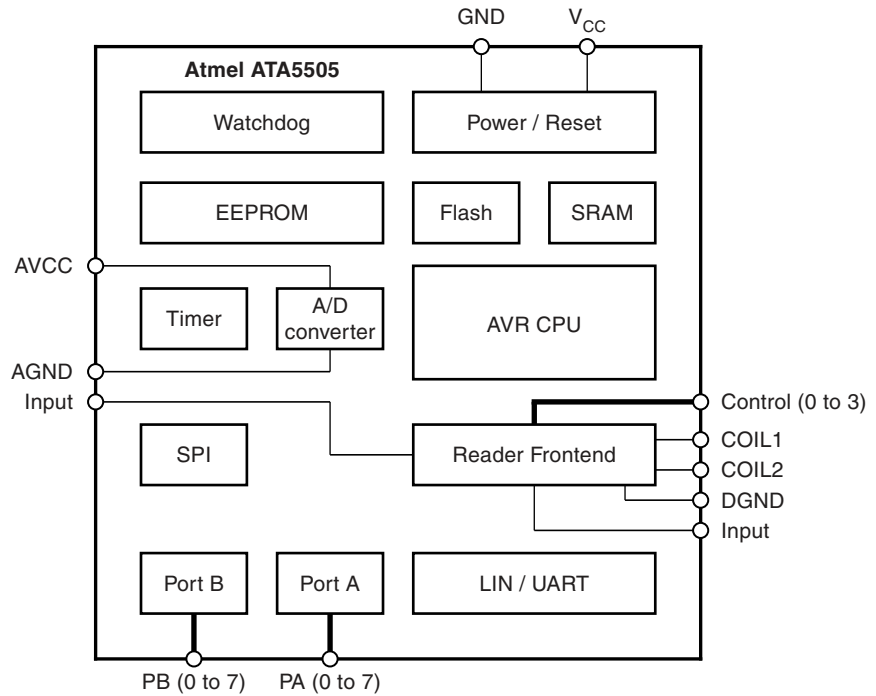 GND
VCC
Atmel ATA5505
Watchdog
Power / Reset
EEPROM
Flash
SRAM
AVCC
Timer
A/D
converter
AVR CPU
AGND
Input
Control (0 to 3)
SPI
Reader Frontend
COIL1
COIL2
DGND
Input
Port B
Port A
LIN / UART
PB (0 to 7)
PA (0 to 7)